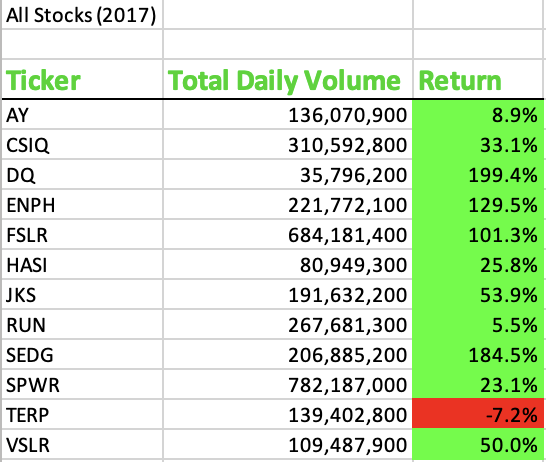 All Stocks (2017)
Ticker Total Daily Volume Return
AY 136,070,900 8.9%
CSIQ 310,592,800 33.1%
DQ 35,796,200 199.4%
ENPH 221,772,100 129.5%
FSLR 684,181,400 101.3%
HASI 80,949,300 25.8%
JKS 191,632,200 53.9%
RUN 267,681,300 5.5%
SEDG 206,885,200 184.5%
SPWR 782,187,000 23.1%
TERP 139,402,800 -7.2%
VSLR 109,487,900 50.0%